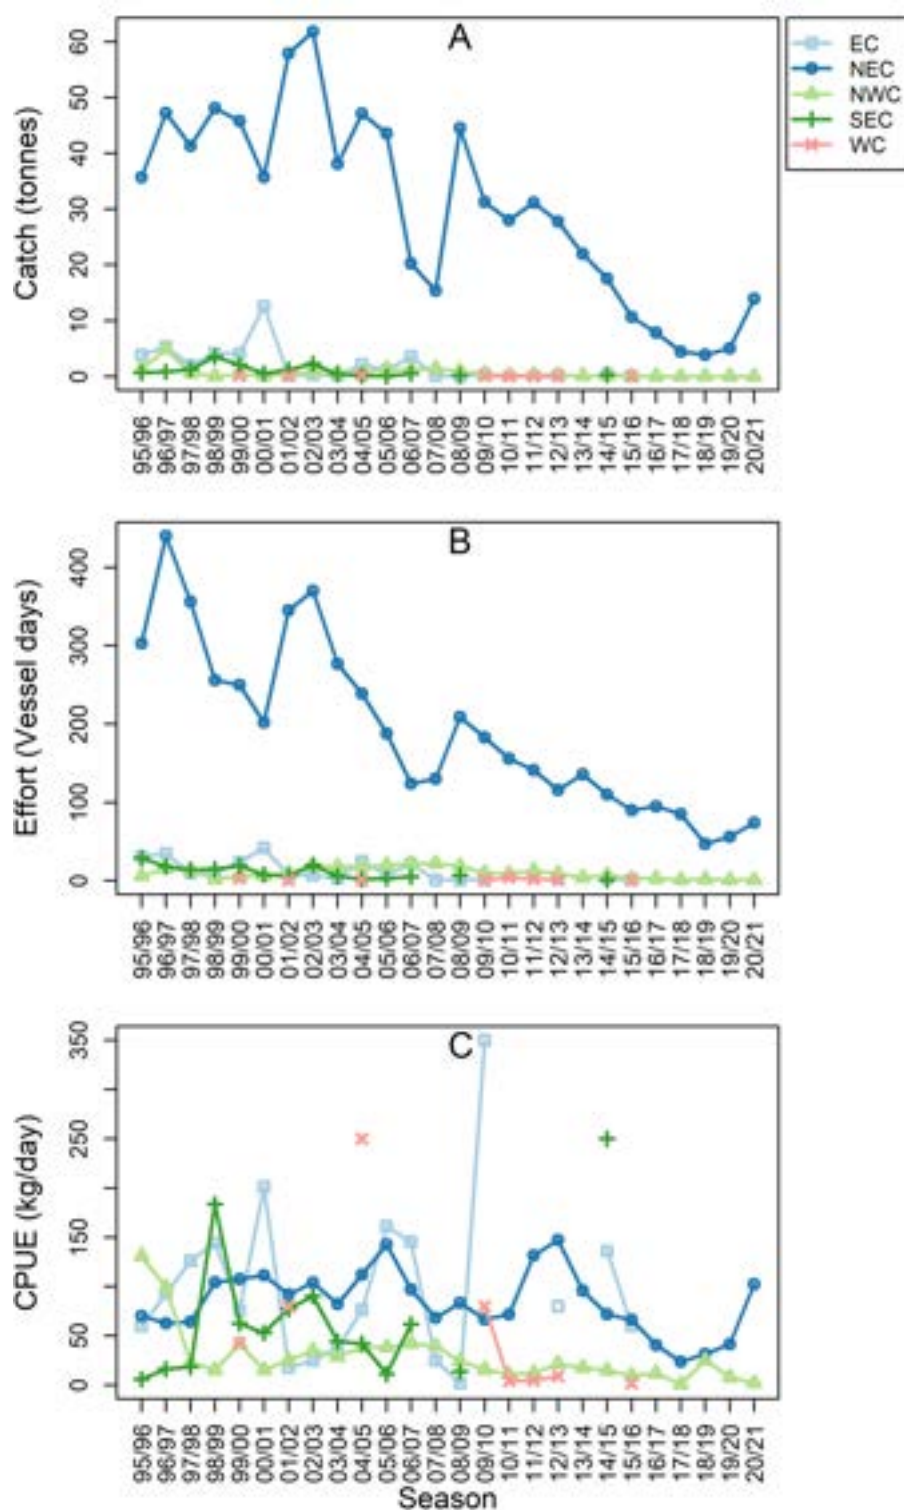 A
EC
NEC
NWC
SEC
WC
Catch (tonnes)
60
50
40
30
20
10
0
95/96 96/97 97/98 98/99 99/00 00/01 01/02 02/03 03/04 04/05 05/06 06/07 07/08 08/09 09/10 10/11 11/12 12/13 13/14 14/15 15/16 16/17 17/18 18/19 19/20 20/21
B
Effort (Vessel days)
400
300
200
100
0
95/96 96/97 97/98 98/99 99/00 00/01 01/02 02/03 03/04 04/05 05/06 06/07 07/08 08/09 09/10 10/11 11/12 12/13 13/14 14/15 15/16 16/17 17/18 18/19 19/20 20/21
C
CPUE (kg/day)
350
250
150
50
0
95/96 96/97 97/98 98/99 99/00 00/01 01/02 02/03 03/04 04/05 05/06 06/07 07/08 08/09 09/10 10/11 11/12 12/13 13/14 14/15 15/16 16/17 17/18 18/19 19/20 20/21
Season